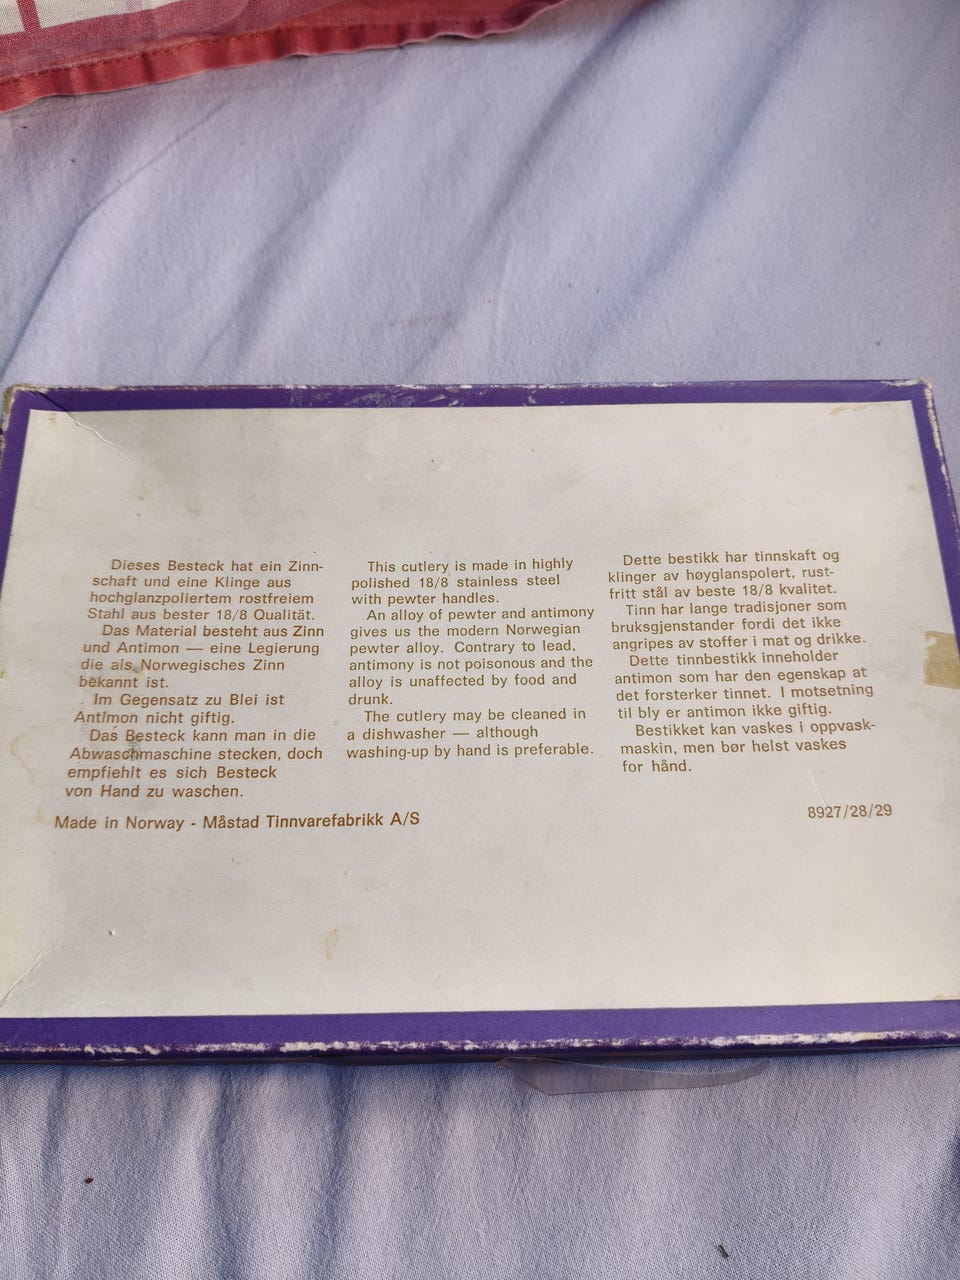 Dieses Besteck hat ein Zinn-
schaft und eine Klinge aus
hochglanzpoliertem rostfreiem
Stahl aus bester 18/8 Qualität.
Das Material besteht aus Zinn
und Antimon — eine Legierung
die als Norwegisches Zinn
bekannt ist.
Im Gegensatz zu Blei ist
Antimon nicht giftig.
Das Besteck kann man in die
Abwaschmaschine stecken, doch
empfiehlt es sich Besteck
von Hand zu waschen.
This cutlery is made in highly
polished 18/8 stainless steel
with pewter handles.
An alloy of pewter and antimony
gives us the modern Norwegian
pewter alloy. Contrary to lead,
antimony is not poisonous and the
alloy is unaffected by food and
drunk.
The cutlery may be cleaned in
a dishwasher — although
washing-up by hand is preferable.
Dette bestikk har tinnskaft og
klinger av høyglanspolert, rust-
fritt stål av beste 18/8 kvalitet.
Tinn har lange tradisjoner som
bruksgjenstander fordi det ikke
angripes av stoffer i mat og drikke.
Dette tinnbestikk inneholder
antimon som har den egenskap at
det forsterker tinnet. I motsetning
til bly er antimon ikke giftig.
Bestikket kan vaskes i oppvask-
maskin, men bør helst vaskes
for hånd.
Made in Norway - Måstad Tinnvarefabrikk A/S
8927/28/29